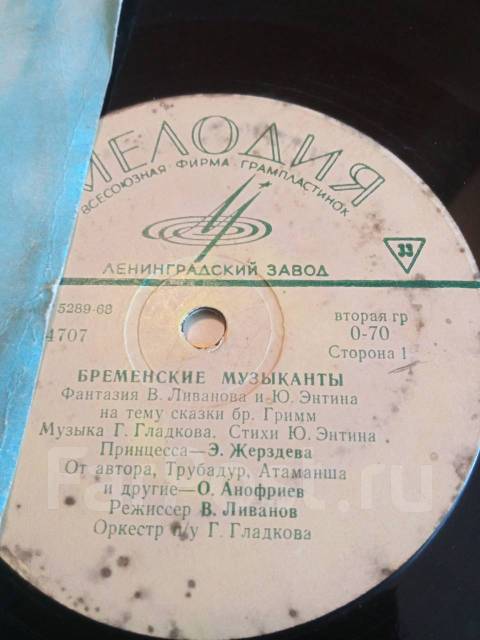 МЕЛОДИЯ
ВСЕСОЮЗНАЯ ФИРМА ГРАМПЛАСТИНОК
33
ЛЕНИНГРАДСКИЙ ЗАВОД
5289-68
4707
вторая гр
0-70
Сторона 1
БРЕМЕНСКИЕ МУЗЫКАНТЫ
Фантазия В. Ливанова и Ю. Энтина
на тему сказки бр. Гримм
Музыка Г. Гладкова, Стихи Ю. Энтина
Принцесса—Э. Жерздева
От автора, Трубадур, Атаманша
и другие—О. Анофриев
Режиссер В. Ливанов
Оркестр п/у Г. Гладкова